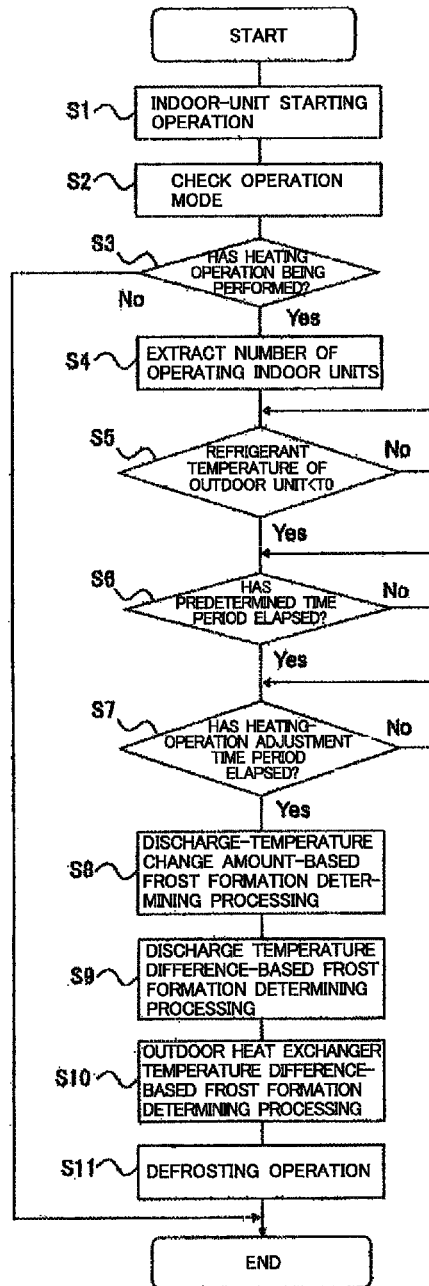 START
S1
INDOOR-UNIT STARTING
OPERATION
S2
CHECK OPERATION
MODE
S3
HAS HEATING
OPERATION BEING
PERFORMED?
No
Yes
S4
EXTRACT NUMBER OF
OPERATING INDOOR UNITS
S5
REFRIGERANT
TEMPERATURE OF
OUTDOOR UNIT<T0
No
Yes
S6
HAS
PREDETERMINED TIME
PERIOD ELAPSED?
No
Yes
S7
HAS HEATING-
OPERATION ADJUSTMENT
TIME PERIOD
ELAPSED?
No
Yes
S8
DISCHARGE-TEMPERATURE
CHANGE AMOUNT-BASED
FROST FORMATION DETER-
MINING PROCESSING
S9
DISCHARGE TEMPERATURE
DIFFERENCE-BASED FROST
FORMATION DETERMINING
PROCESSING
S10
OUTDOOR HEAT EXCHANGER
TEMPERATURE DIFFERENCE-
BASED FROST FORMATION
DETERMINING PROCESSING
S11
DEFROSTING OPERATION
END